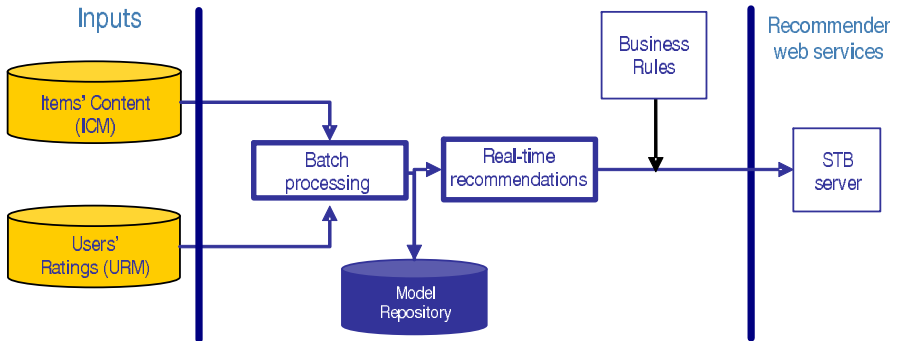 Inputs
Items' Content
(ICM)
Users'
Ratings (URM)
Batch
processing
Model
Repository
Real-time
recommendations
Business
Rules
Recommender
web services
STB
server